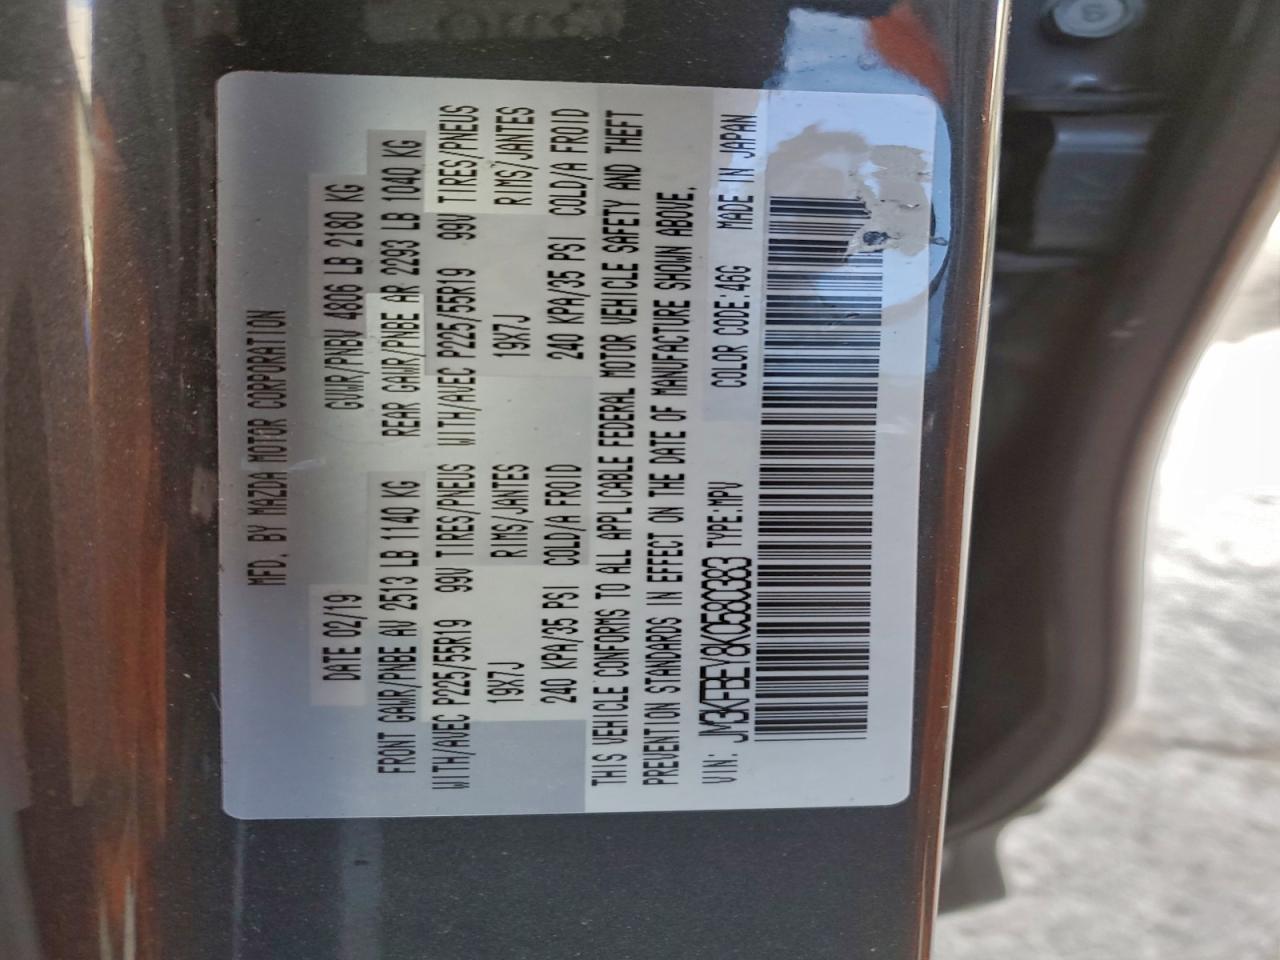 MFD. BY MAZDA MOTOR CORPORATION
DATE 02/19 GVWR/PNBV 4806 LB 2180 KG
FRONT GAWR/PNBE AV 2513 LB 1140 KG REAR GAWR/PNBE AR 2293 LB 1040 KG
WITH/AVEC P225/55R19 99V TIRES/PNEUS WITH/AVEC P225/55R19 99V TIRES/PNEUS
19X7J RIMS/JANTES 19X7J RIMS/JANTES
240 KPA/35 PSI COLD/A FROID 240 KPA/35 PSI COLD/A FROID
THIS VEHICLE CONFORMS TO ALL APPLICABLE FEDERAL MOTOR VEHICLE SAFETY AND THEFT
PREVENTION STANDARDS IN EFFECT ON THE DATE OF MANUFACTURE SHOWN ABOVE.
VIN: JM3KFBEY8K0580383 TYPE:MPV COLOR CODE:46G MADE IN JAPAN